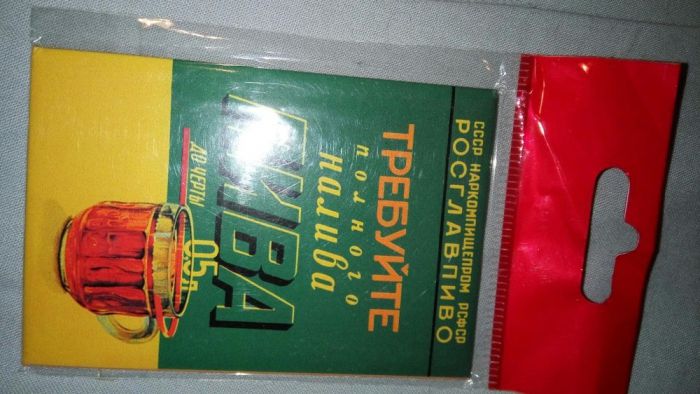 СССР НАРКОМПИЩЕПРОМ РСФСР
РОСГЛАВПИВО
ТРЕБУЙТЕ
полного
налива
ПИВА
ДО ЧЕРТЫ
0,5 Л